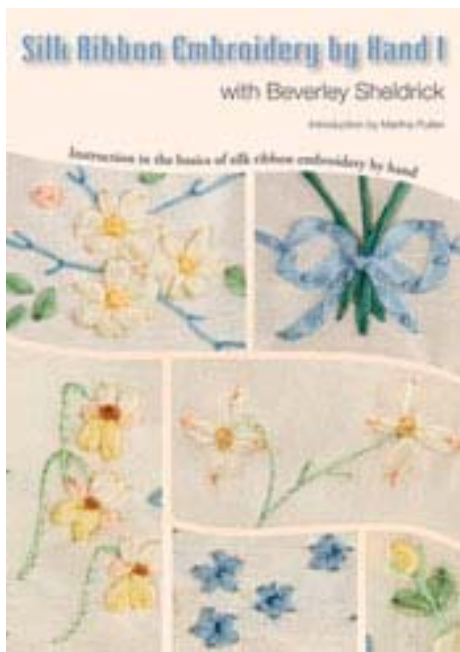 Silk Ribbon Embroidery by Hand I
with Beverley Sheldrick
Introduction by Martha Pullen
Instruction in the basics of silk ribbon embroidery by hand